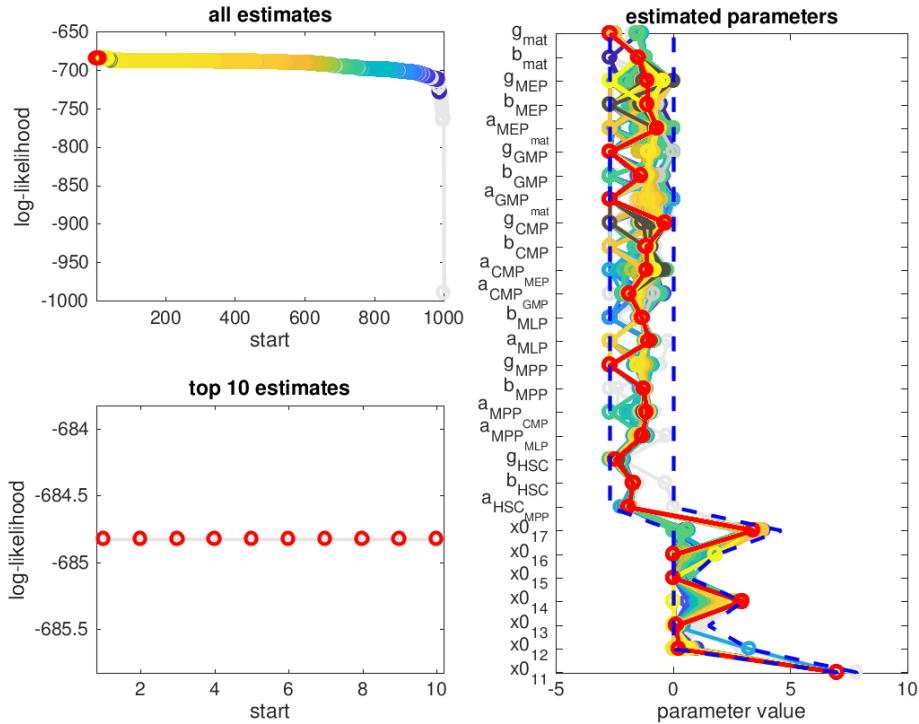 all estimates
-650
-700
-750
-800
-850
-900
-950
-1000
log-likelihood
200 400 600 800 1000
start
top 10 estimates
-684
-684.5
-685
-685.5
log-likelihood
2 4 6 8 10
start
estimated parameters
g_mat
b_mat
g_MEP
b_MEP
a_MEP_mat
g_GMP
b_GMP
a_GMP_mat
g_CMP
b_CMP
a_CMP_MEP
a_CMP_GMP
b_MLP
a_MLP
g_MPP
b_MPP
a_MPP_CMP
a_MPP_MLP
g_HSC
b_HSC
a_HSC_MPP
x0_17
x0_16
x0_15
x0_14
x0_13
x0_12
x0_11
-5 0 5 10
parameter value